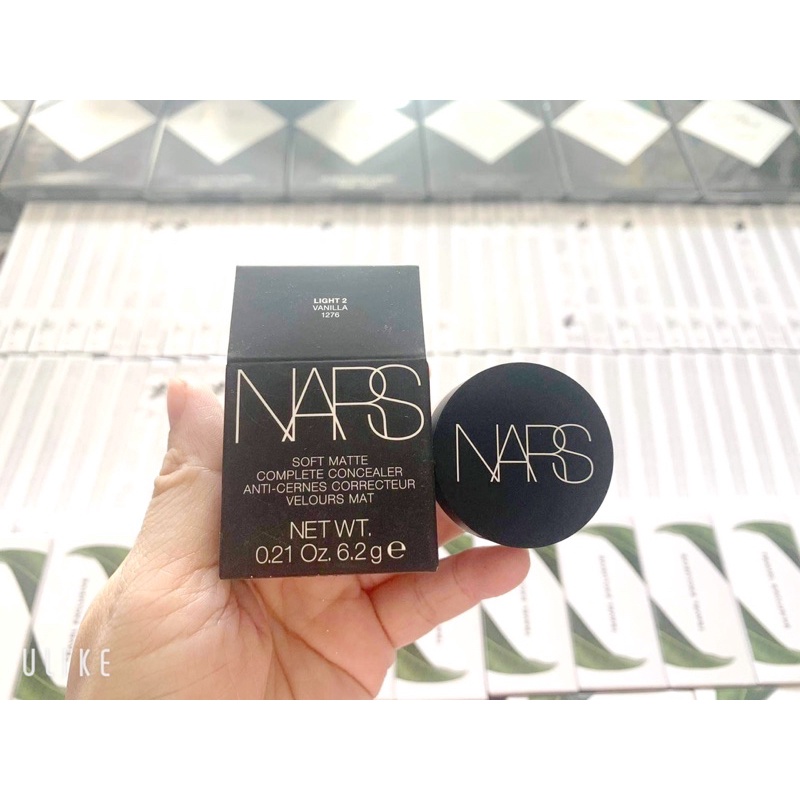 LIGHT 2
VANILLA
1276
NARS
SOFT MATTE
COMPLETE CONCEALER
ANTI-CERNES CORRECTEUR
VELOURS MAT
NET WT.
0.21 Oz. 6.2 g e
NARS
ULIKE